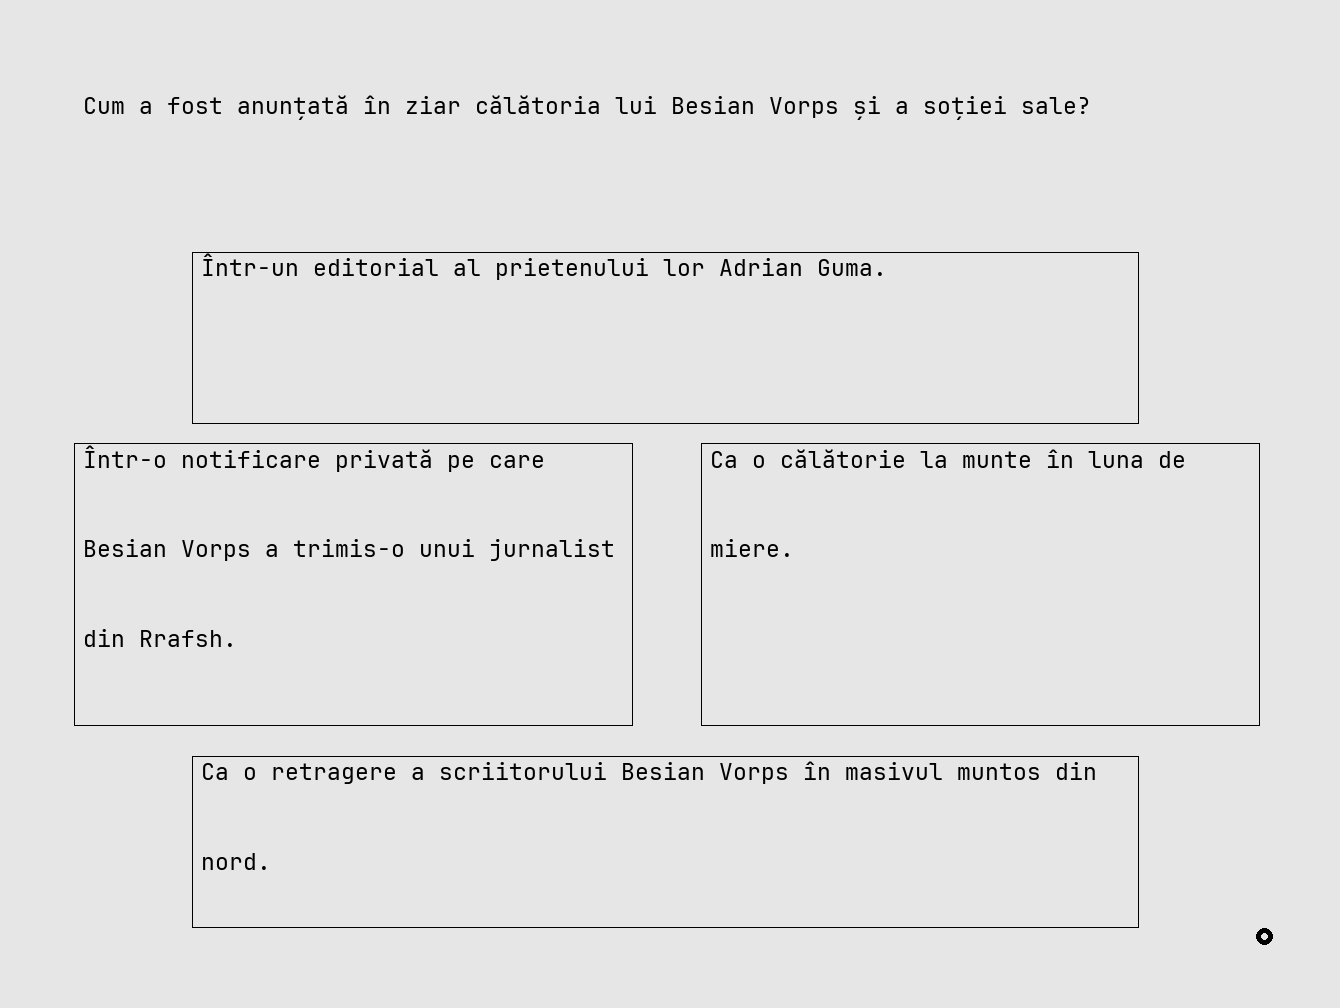 Cum a fost anunțată în ziar călătoria lui Besian Vorps și a soției sale?
Într-un editorial al prietenului lor Adrian Guma.
Într-o notificare privată pe care
Besian Vorps a trimis-o unui jurnalist
din Rrafsh.
Ca o călătorie la munte în luna de
miere.
Ca o retragere a scriitorului Besian Vorps în masivul muntos din
nord.